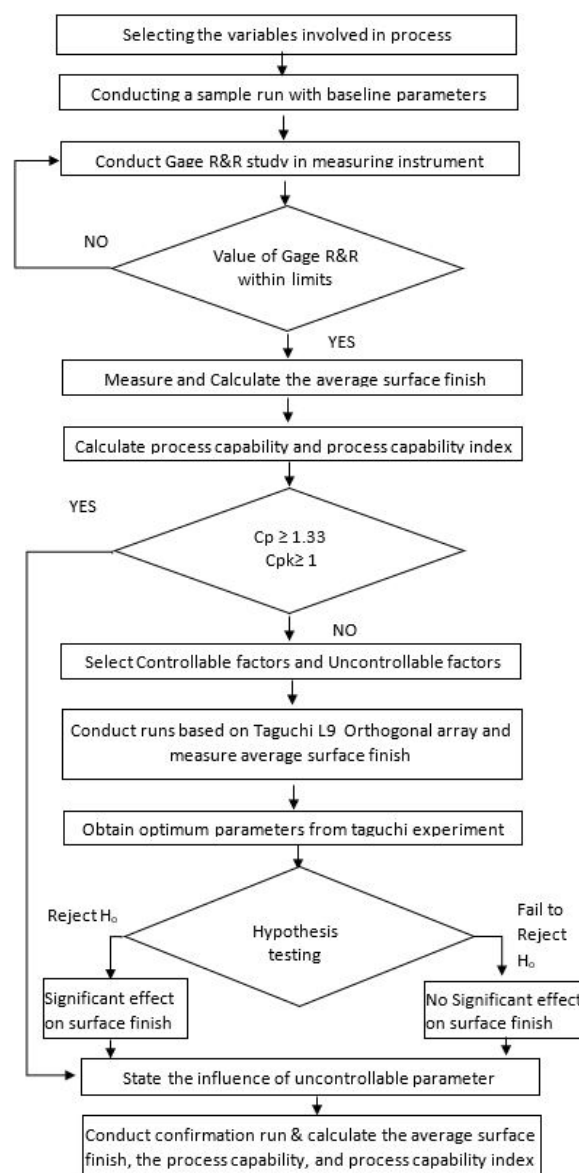 Selecting the variables involved in process
Conducting a sample run with baseline parameters
Conduct Gage R&R study in measuring instrument
NO
Value of Gage R&R
within limits
YES
Measure and Calculate the average surface finish
Calculate process capability and process capability index
YES
Cp ≥ 1.33
Cpk≥ 1
NO
Select Controllable factors and Uncontrollable factors
Conduct runs based on Taguchi L9 Orthogonal array and
measure average surface finish
Obtain optimum parameters from taguchi experiment
Reject H₀
Hypothesis
testing
Fail to
Reject
H₀
Significant effect
on surface finish
No Significant effect
on surface finish
State the influence of uncontrollable parameter
Conduct confirmation run & calculate the average surface
finish, the process capability, and process capability index